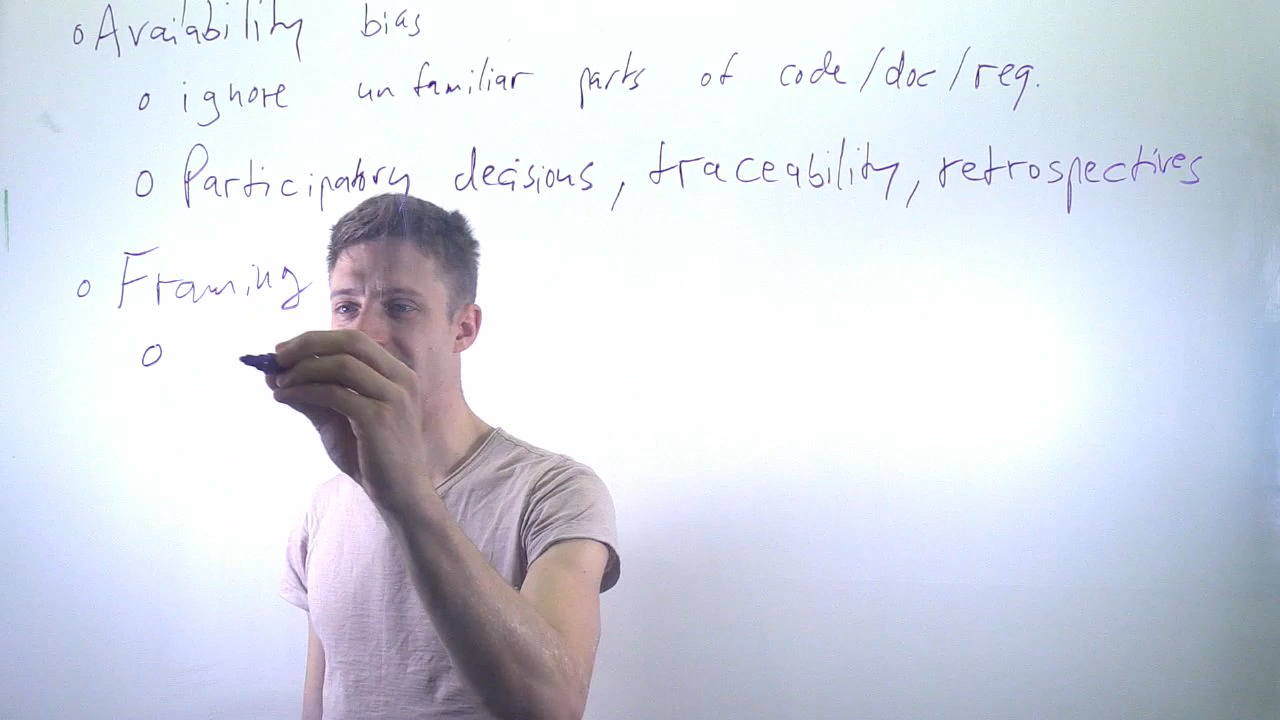 o Availability bias
o ignore unfamiliar parts of code/doc/req.
o Participatory decisions, traceability, retrospectives
o Framing
o